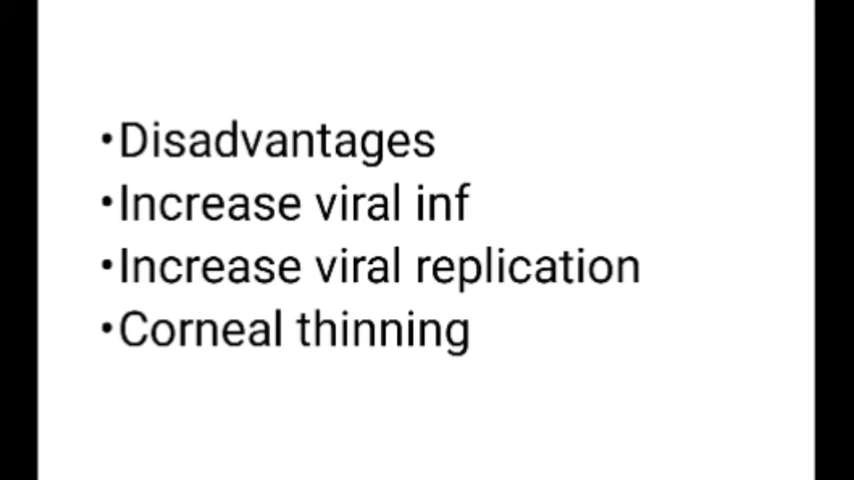 •Disadvantages
•Increase viral inf
•Increase viral replication
•Corneal thinning